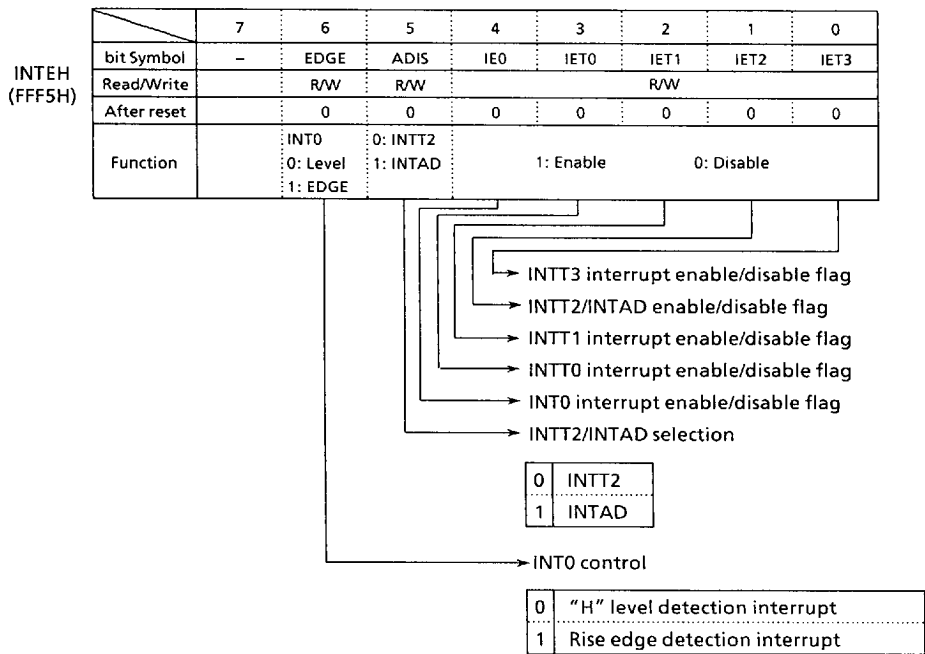 7 6 5 4 3 2 1 0
bit Symbol – EDGE ADIS IE0 IET0 IET1 IET2 IET3
INTEH
(FFF5H)
Read/Write R/W R/W R/W
After reset 0 0 0 0 0 0 0
Function
INT0
0: Level
1: EDGE
0: INTT2
1: INTAD
1: Enable 0: Disable
INTT3 interrupt enable/disable flag
INTT2/INTAD enable/disable flag
INTT1 interrupt enable/disable flag
INTT0 interrupt enable/disable flag
INT0 interrupt enable/disable flag
INTT2/INTAD selection
0 INTT2
1 INTAD
INT0 control
0 "H" level detection interrupt
1 Rise edge detection interrupt